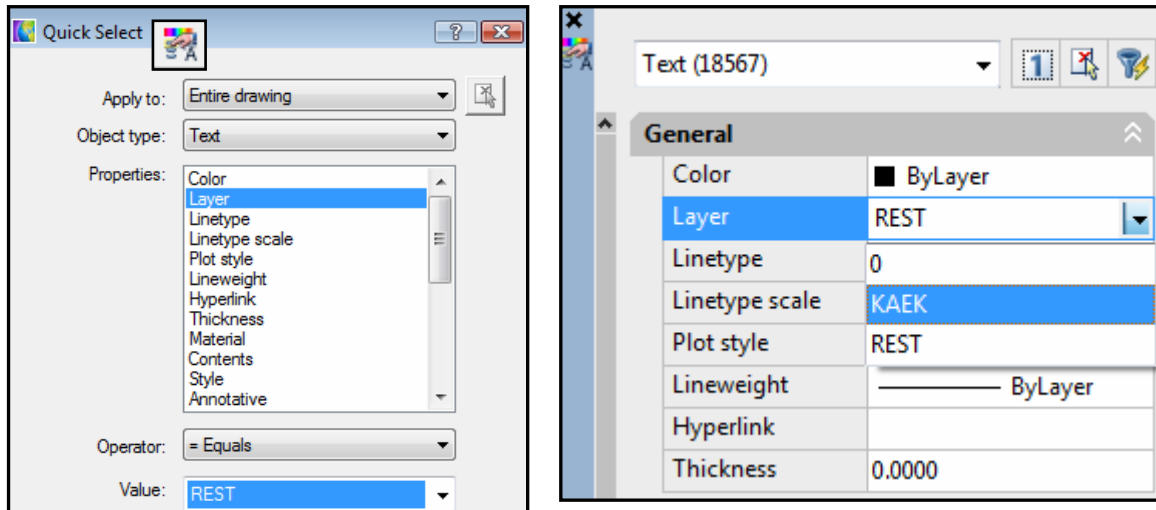 Quick Select
Apply to: Entire drawing
Object type: Text
Properties: Color
Layer
Linetype
Linetype scale
Plot style
Lineweight
Hyperlink
Thickness
Material
Contents
Style
Annotative
Operator: = Equals
Value: REST
Text (18567)
General
Color ByLayer
Layer REST
Linetype 0
Linetype scale KAEK
Plot style REST
Lineweight ByLayer
Hyperlink
Thickness 0.0000